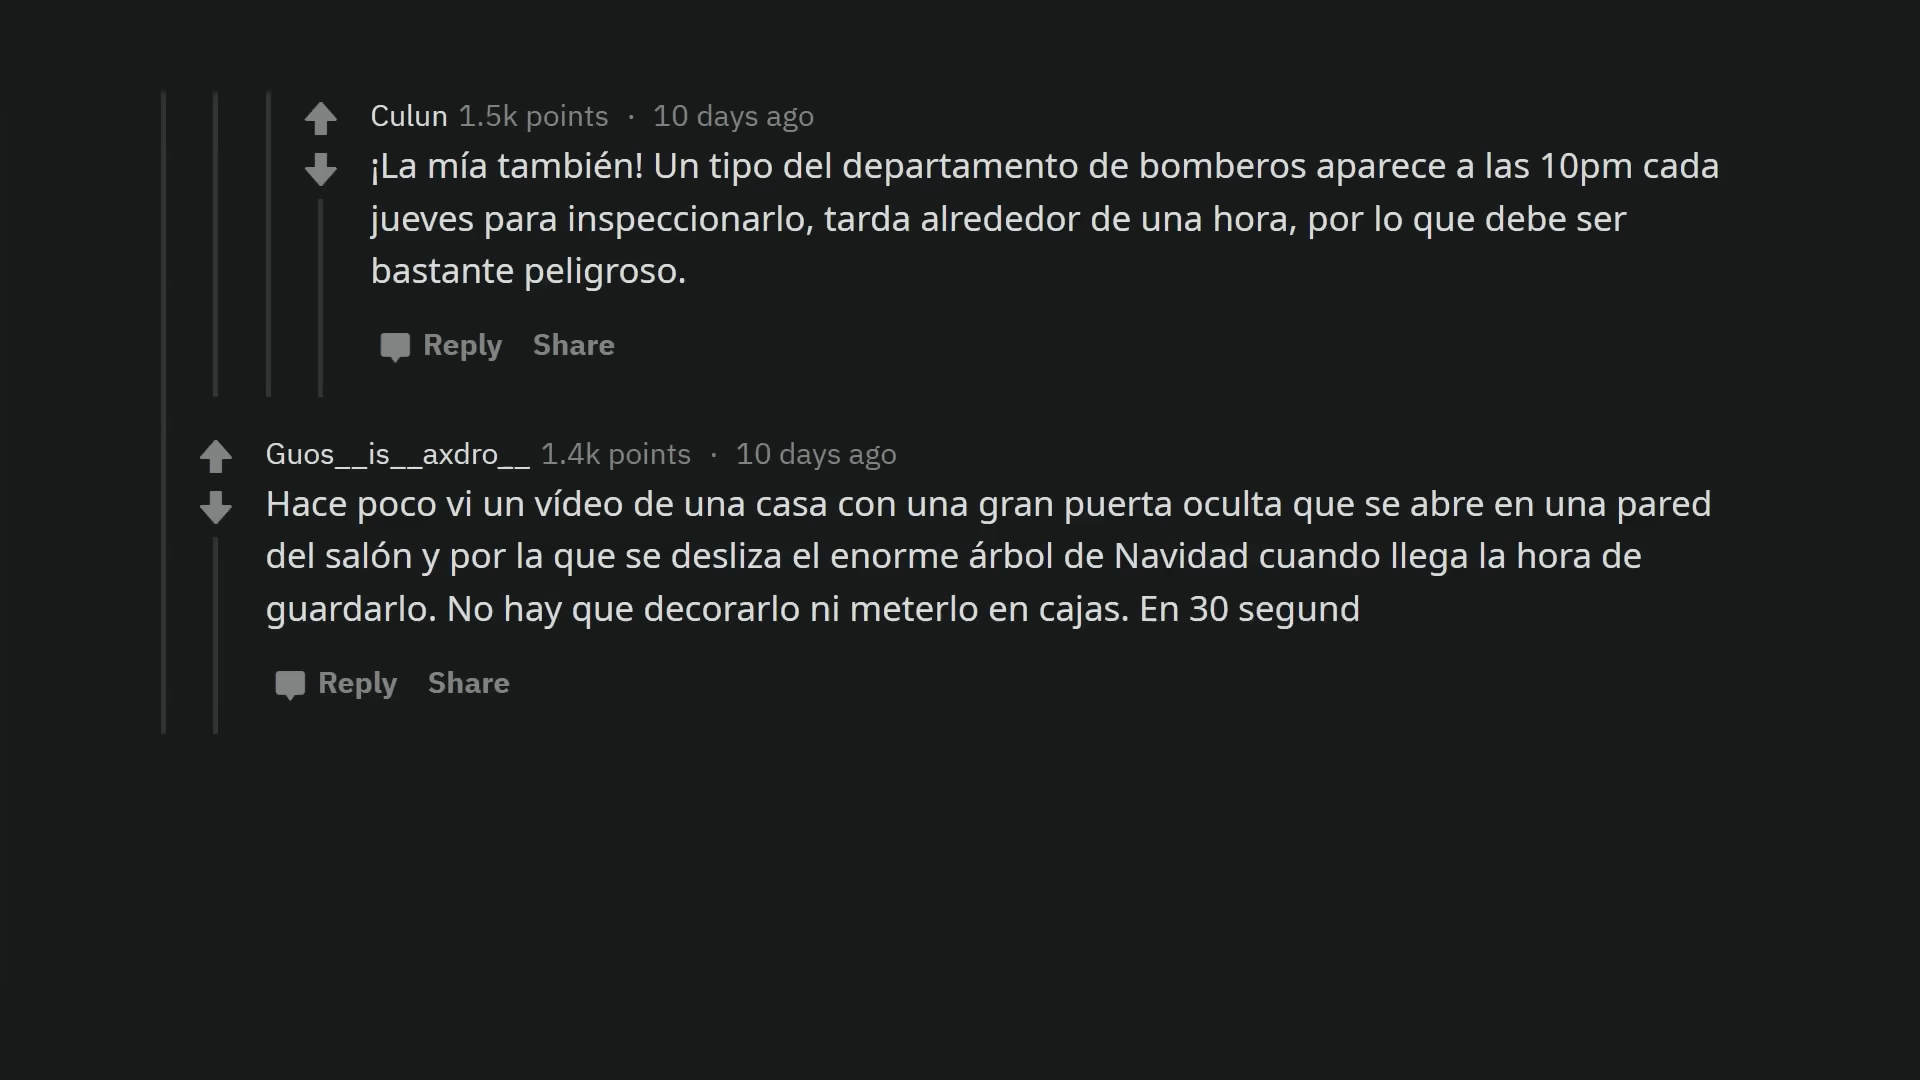 Culun 1.5k points · 10 days ago
¡La mía también! Un tipo del departamento de bomberos aparece a las 10pm cada
jueves para inspeccionarlo, tarda alrededor de una hora, por lo que debe ser
bastante peligroso.
Reply Share
Guos__is__axdro__ 1.4k points · 10 days ago
Hace poco vi un vídeo de una casa con una gran puerta oculta que se abre en una pared
del salón y por la que se desliza el enorme árbol de Navidad cuando llega la hora de
guardarlo. No hay que decorarlo ni meterlo en cajas. En 30 segund
Reply Share